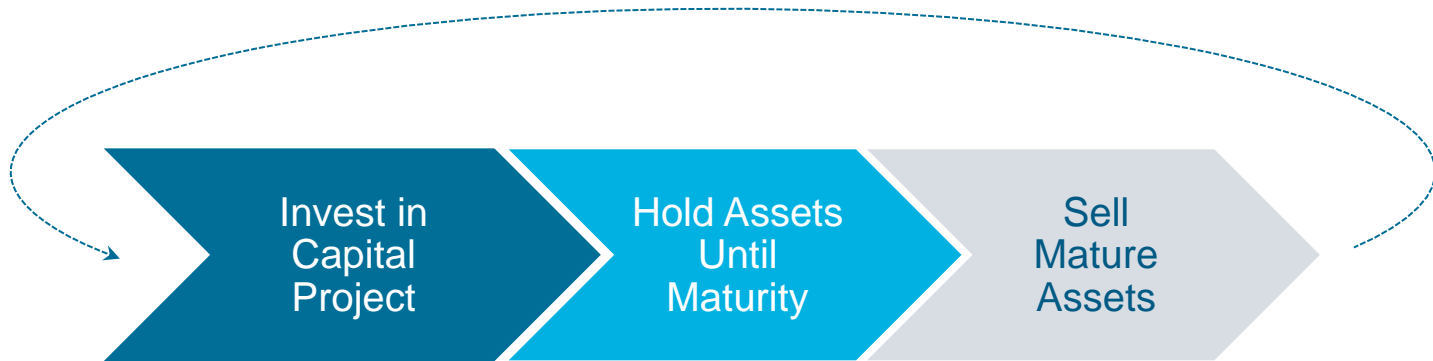 Invest in
Capital
Project
Hold Assets
Until
Maturity
Sell
Mature
Assets